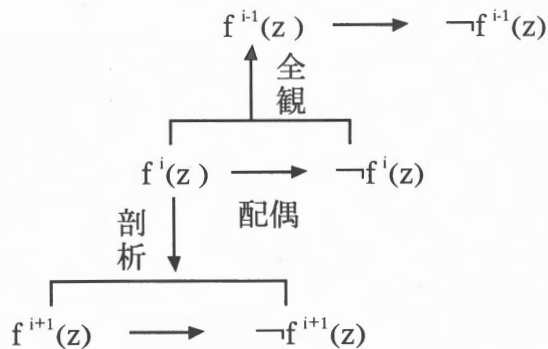 f i-1(z) → ¬f i-1(z)
全観
f i(z) → ¬f i(z)
配偶
剖析
f i+1(z) → ¬f i+1(z)